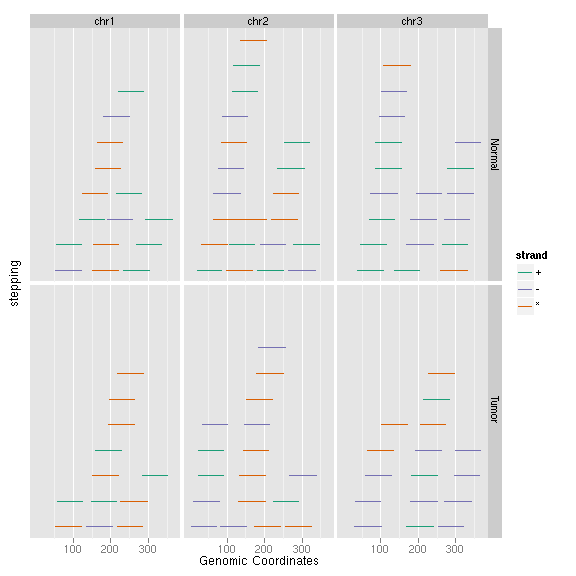 chr1 chr2 chr3
Normal
Tumor
stepping
100 200 300 100 200 300 100 200 300
Genomic Coordinates
strand
+
-
*